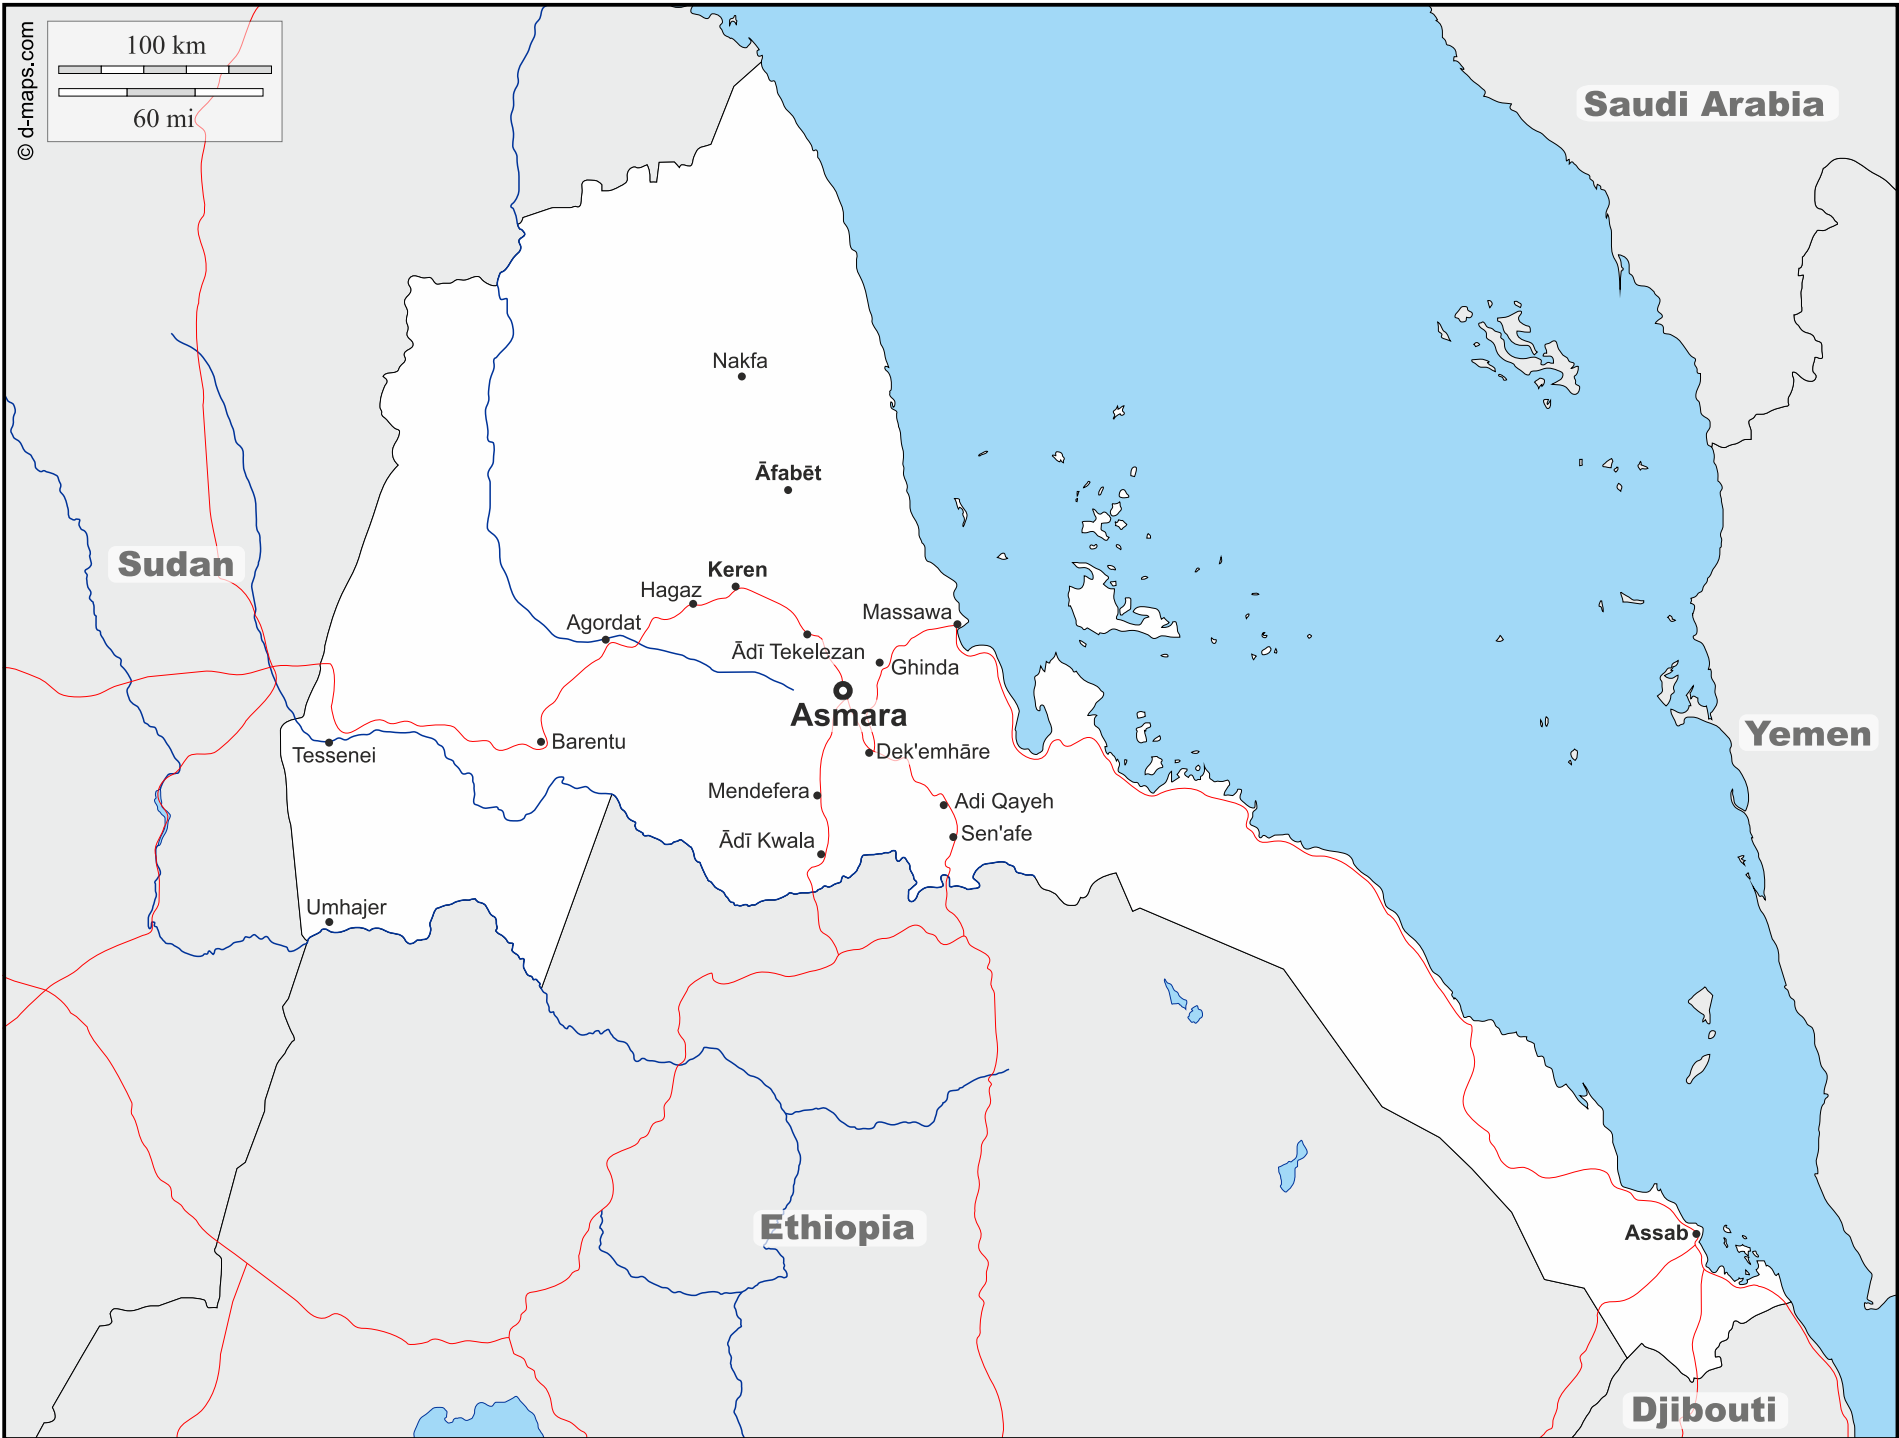 © d-maps.com
100 km
60 mi
Saudi Arabia
Nakfa
Āfabēt
Sudan
Keren
Hagaz
Massawa
Agordat
Ādī Tekelezan
Ghinda
Asmara
Yemen
Barentu
Dek'emhāre
Tessenei
Mendefera
Adi Qayeh
Sen'afe
Ādī Kwala
Umhajer
Ethiopia
Assab
Djibouti